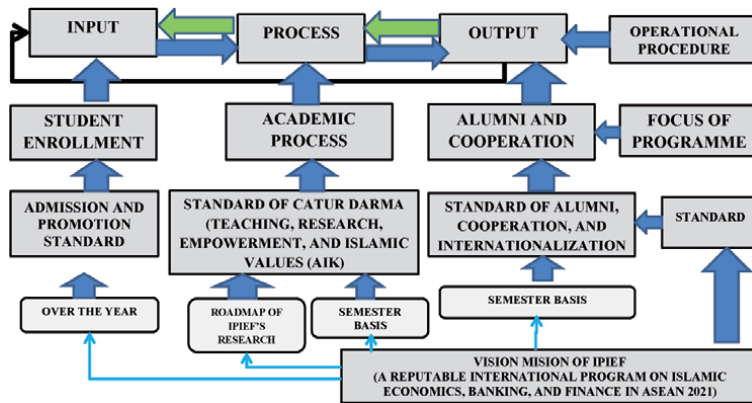 INPUT
PROCESS
OUTPUT
OPERATIONAL
PROCEDURE
STUDENT
ENROLLMENT
ACADEMIC
PROCESS
ALUMNI AND
COOPERATION
FOCUS OF
PROGRAMME
ADMISSION AND
PROMOTION
STANDARD
STANDARD OF CATUR DARMA
(TEACHING, RESEARCH,
EMPOWERMENT, AND ISLAMIC
VALUES (AIK)
STANDARD OF ALUMNI,
COOPERATION, AND
INTERNATIONALIZATION
STANDARD
OVER THE YEAR
ROADMAP OF
IPIEF'S
RESEARCH
SEMESTER
BASIS
SEMESTER BASIS
VISION MISION OF IPIEF
(A REPUTABLE INTERNATIONAL PROGRAM ON ISLAMIC
ECONOMICS, BANKING, AND FINANCE IN ASEAN 2021)